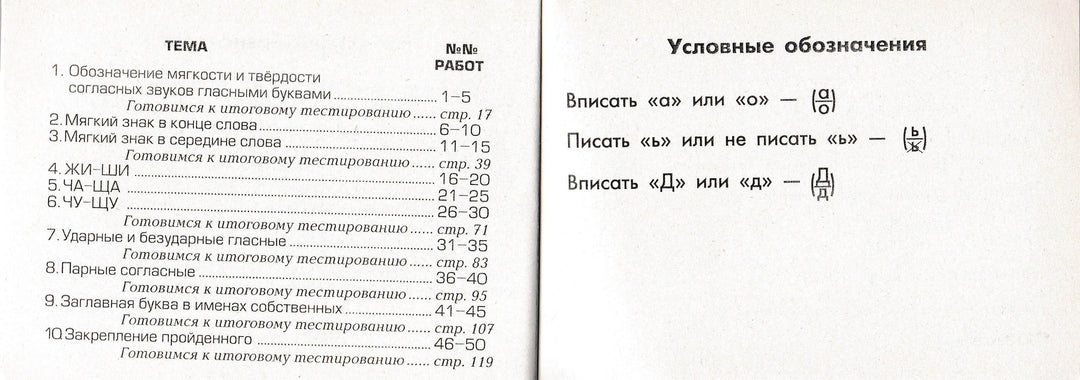 ТЕМА
№№
РАБОТ
1. Обозначение мягкости и твёрдости
согласных звуков гласными буквами.....................1–5
Готовимся к итоговому тестированию......стр. 17
2. Мягкий знак в конце слова...................................6–10
3. Мягкий знак в середине слова..............................11–15
Готовимся к итоговому тестированию......стр. 39
4. ЖИ–ШИ.............................................................16–20
5. ЧА–ЩА..............................................................21–25
6. ЧУ–ЩУ..............................................................26–30
Готовимся к итоговому тестированию......стр. 71
7. Ударные и безударные гласные.............................31–35
Готовимся к итоговому тестированию......стр. 83
8. Парные согласные..............................................36–40
Готовимся к итоговому тестированию......стр. 95
9. Заглавная буква в именах собственных..................41–45
Готовимся к итоговому тестированию......стр. 107
10. Закрепление пройденного....................................46–50
Готовимся к итоговому тестированию......стр. 119
Условные обозначения
Вписать «а» или «о» — (а/о)
Писать «ь» или не писать «ь» — (ь/ь)
Вписать «Д» или «д» — (Д/д)